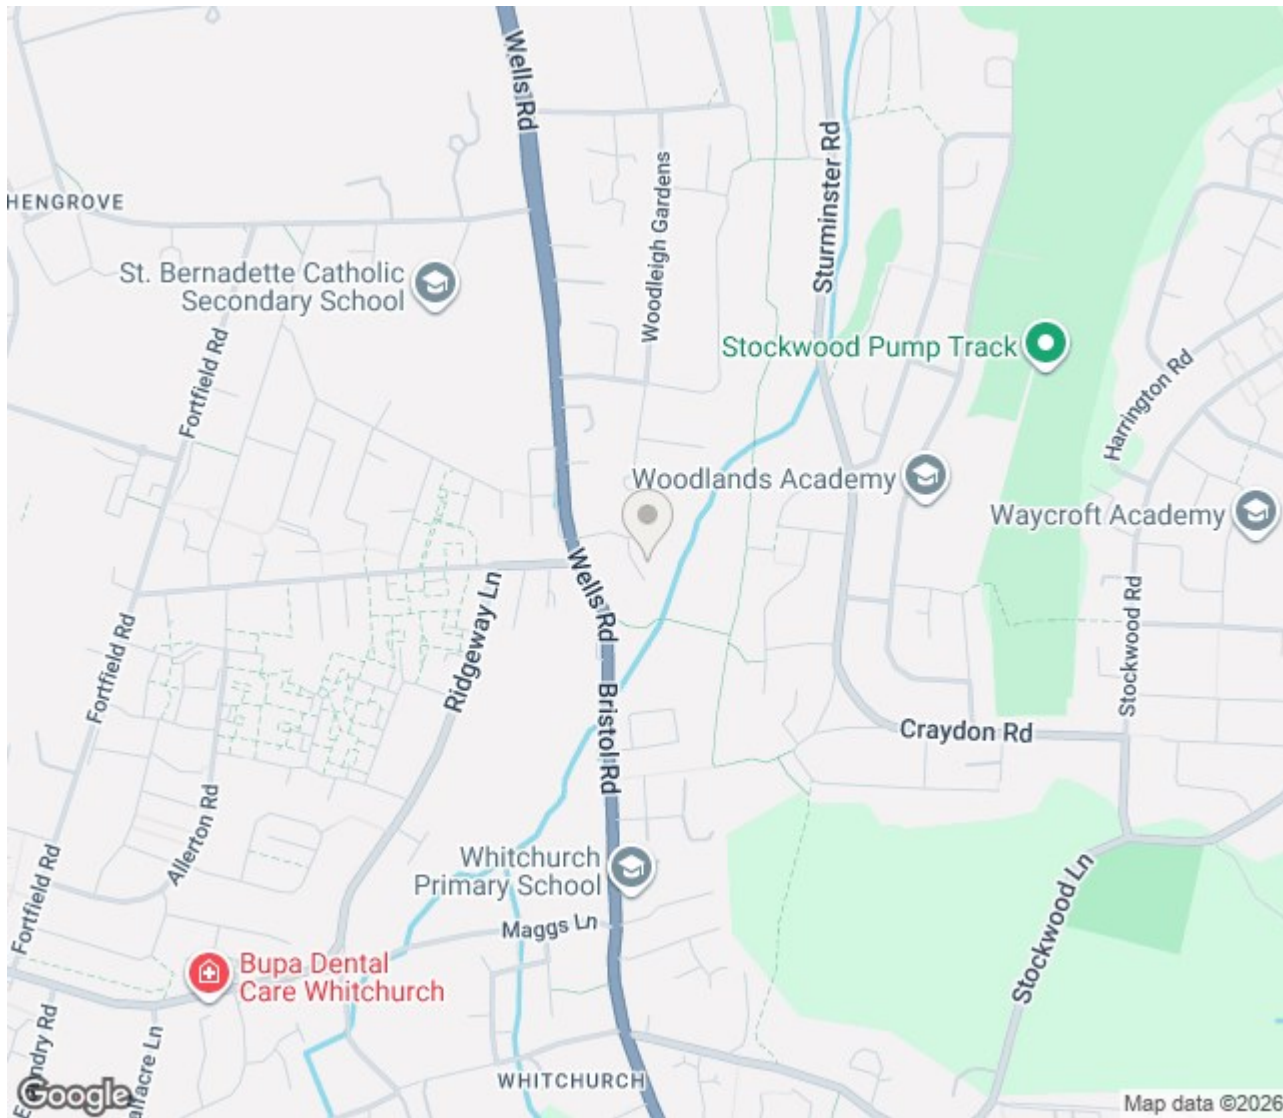 Wells Rd
HENGROVE
St. Bernadette Catholic
Secondary School
Woodleigh Gardens
Sturminster Rd
Fortfield Rd
Stockwood Pump Track
Harrington Rd
Woodlands Academy
Waycroft Academy
Wells Rd
Ridgeway Ln
Fortfield Rd
Stockwood Rd
Bristol Rd
Craydon Rd
Allerton Rd
Whitchurch
Primary School
Fortfield Rd
Maggs Ln
Stockwood Ln
Bupa Dental
Care Whitchurch
WHITCHURCH
Google
Map data ©2026